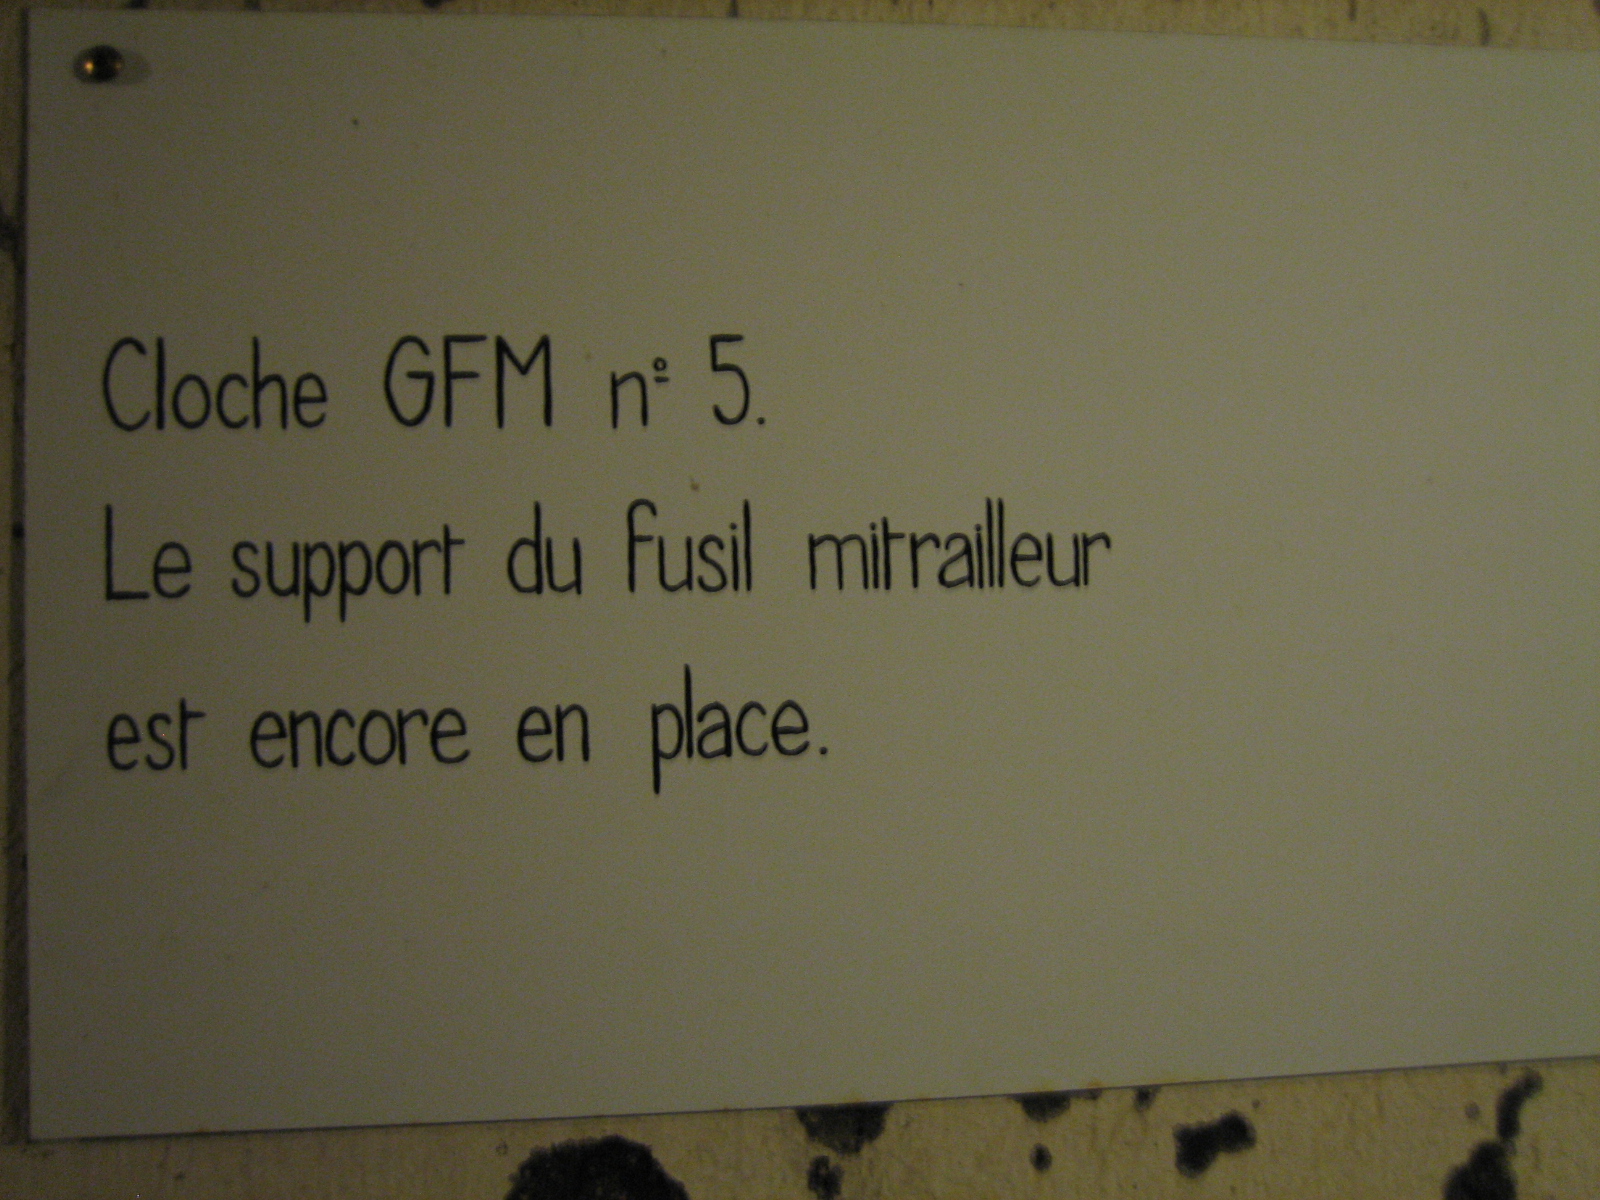 Cloche GFM n° 5.
Le support du fusil mitrailleur
est encore en place.